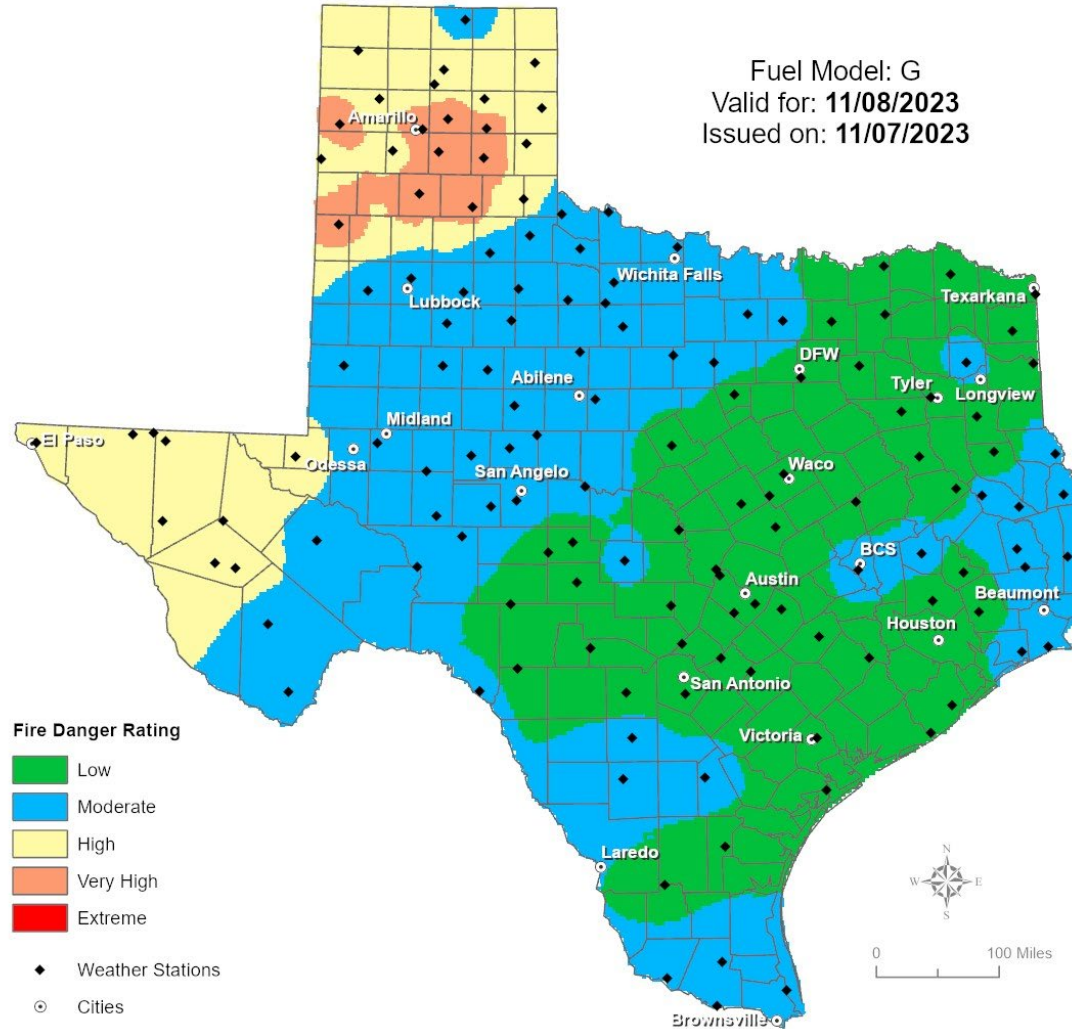 Fuel Model: G
Valid for: 11/08/2023
Issued on: 11/07/2023
Amarillo
Wichita Falls
Lubbock
Texarkana
DFW
Tyler
Longview
Abilene
Midland
El Paso
Odessa
San Angelo
Waco
BCS
Austin
Beaumont
Houston
San Antonio
Victoria
Laredo
Brownsville
Fire Danger Rating
Low
Moderate
High
Very High
Extreme
Weather Stations
Cities
N
W E
S
0 100 Miles